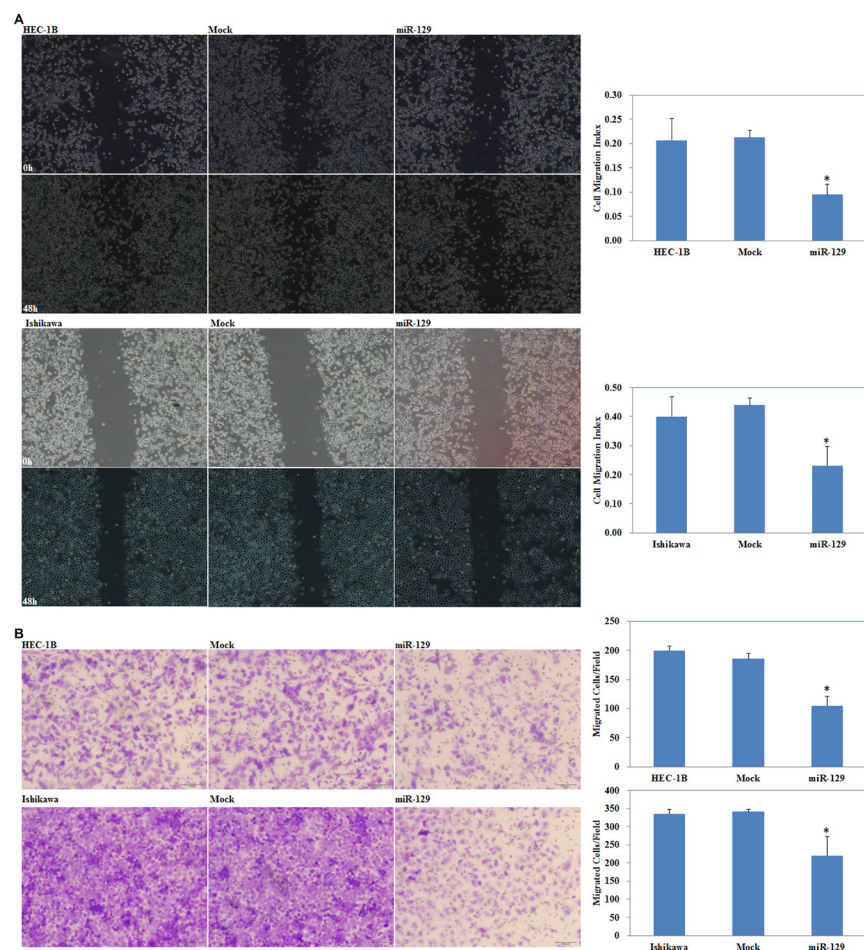 A
HEC-1B Mock miR-129
0h
48h
0.30
0.25
0.20
0.15
0.10
0.05
0.00
Cell Migration Index
*
HEC-1B Mock miR-129
Ishikawa Mock miR-129
0h
48h
0.50
0.40
0.30
0.20
0.10
0.00
Cell Migration Index
*
Ishikawa Mock miR-129
B
HEC-1B Mock miR-129
250
200
150
100
50
0
Migrated Cells/Field
*
HEC-1B Mock miR-129
Ishikawa Mock miR-129
400
350
300
250
200
150
100
50
0
Migrated Cells/Field
*
Ishikawa Mock miR-129